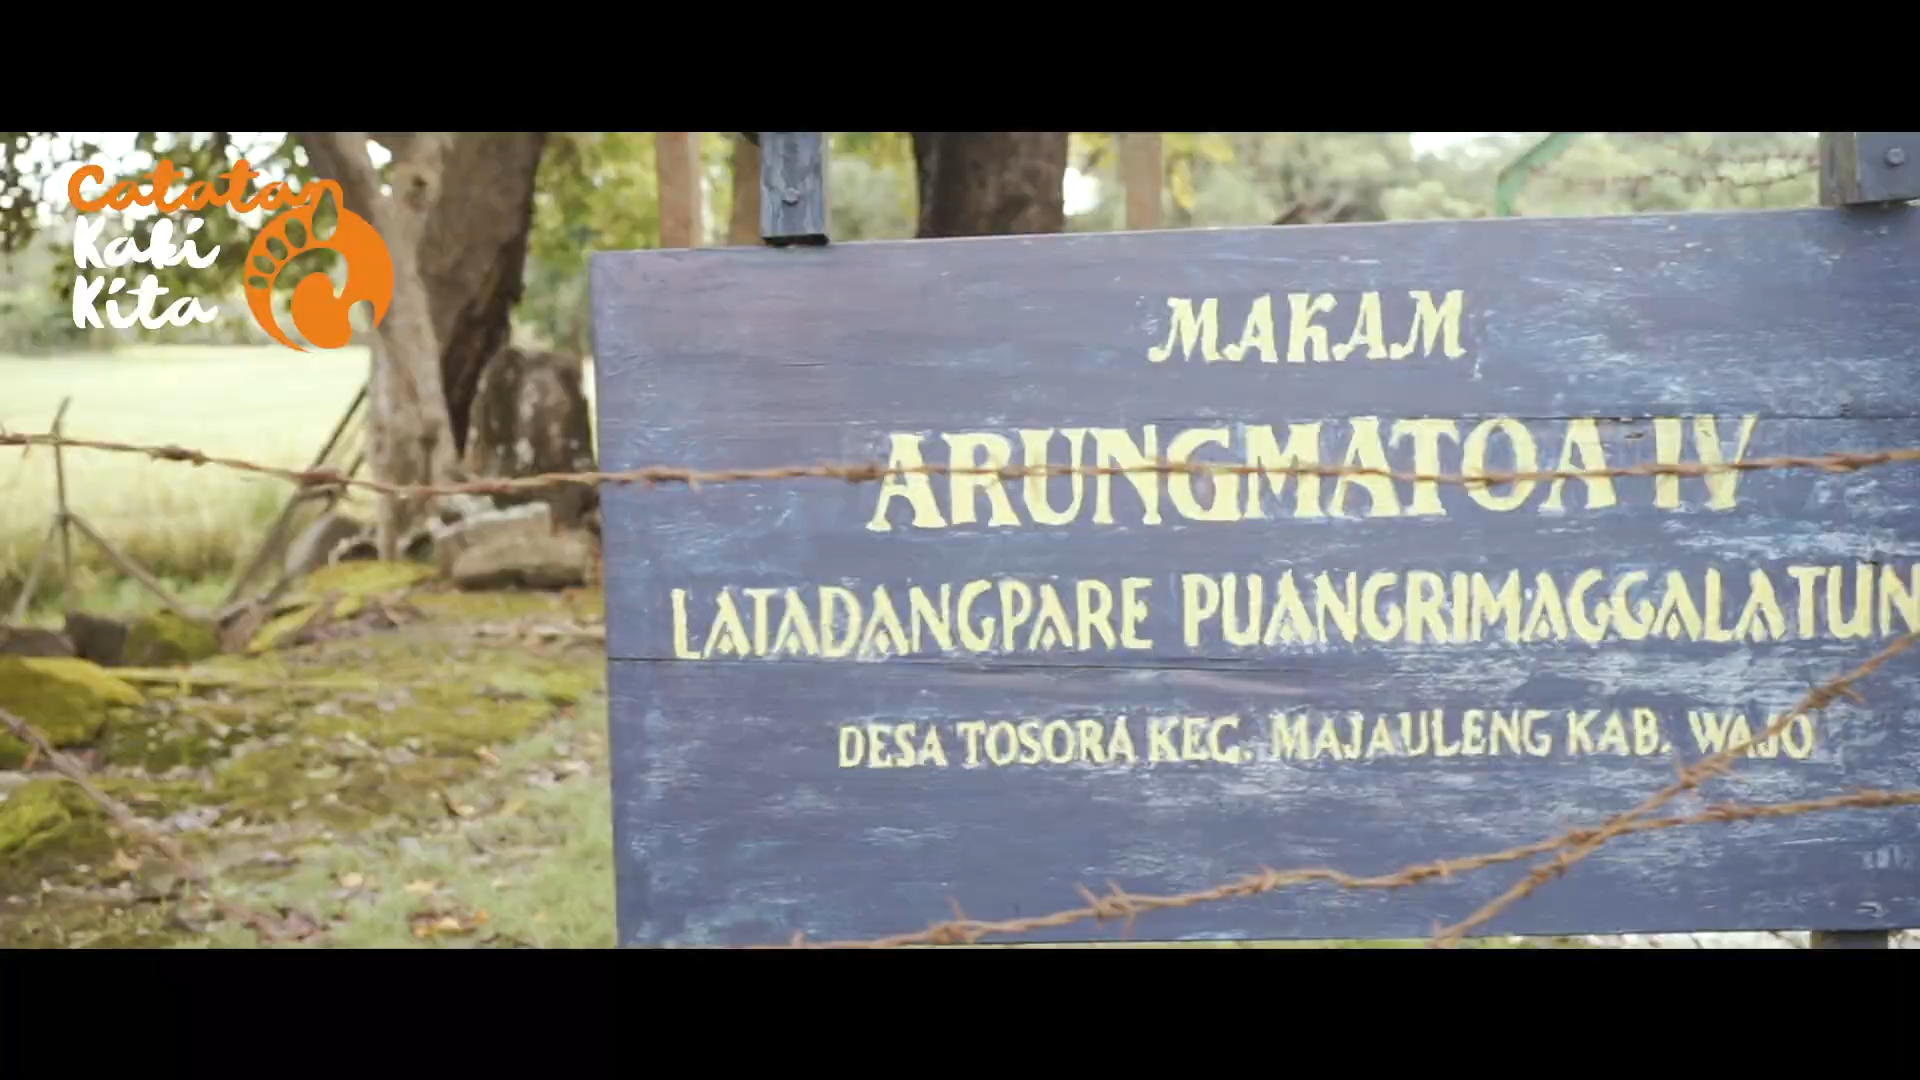 Catatan
Kaki
Kita
MAKAM
ARUNGMATOA IV
LATADANGPARE PUANGRIMAGGALATUN
DESA TOSORA KEC. MAJAULENG KAB. WAJO